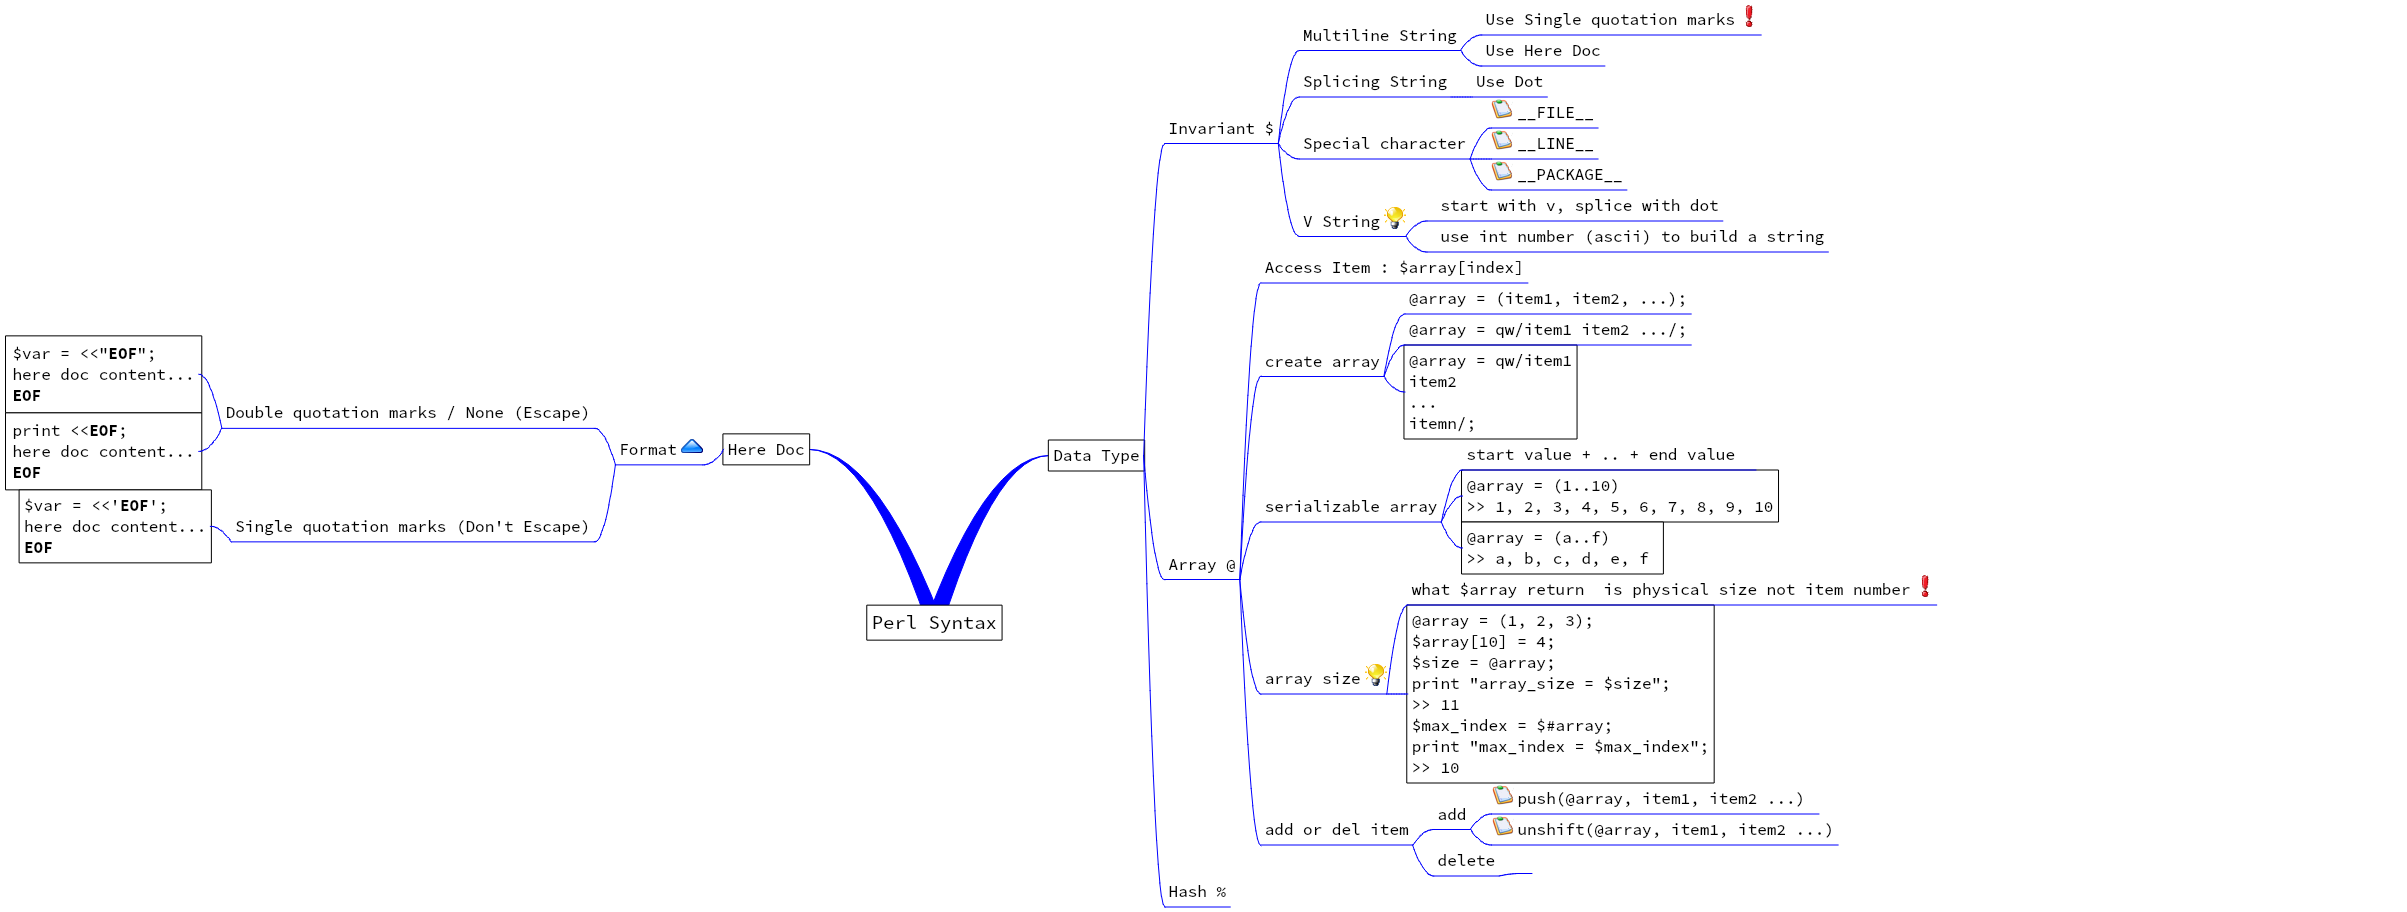 Use Single quotation marks
Multiline String
Use Here Doc
Splicing String
Use Dot
__FILE__
Invariant $
Special character
__LINE__
__PACKAGE__
start with v, splice with dot
V String
use int number (ascii) to build a string
Access Item : $array[index]
@array = (item1, item2, ...);
@array = qw/item1 item2 .../;
create array
@array = qw/item1
item2
...
itemn/;
start value + .. + end value
@array = (1..10)
serializable array
>> 1, 2, 3, 4, 5, 6, 7, 8, 9, 10
@array = (a..f)
>> a, b, c, d, e, f
Array @
what $array return  is physical size not item number
@array = (1, 2, 3);
$array[10] = 4;
$size = @array;
array size
print "array_size = $size";
>> 11
$max_index = $#array;
print "max_index = $max_index";
>> 10
push(@array, item1, item2 ...)
add
add or del item
unshift(@array, item1, item2 ...)
delete
Hash %
Data Type
Perl Syntax
Here Doc
Format
Double quotation marks / None (Escape)
$var = <<"EOF";
here doc content...
EOF
print <<EOF;
here doc content...
EOF
Single quotation marks (Don't Escape)
$var = <<'EOF';
here doc content...
EOF